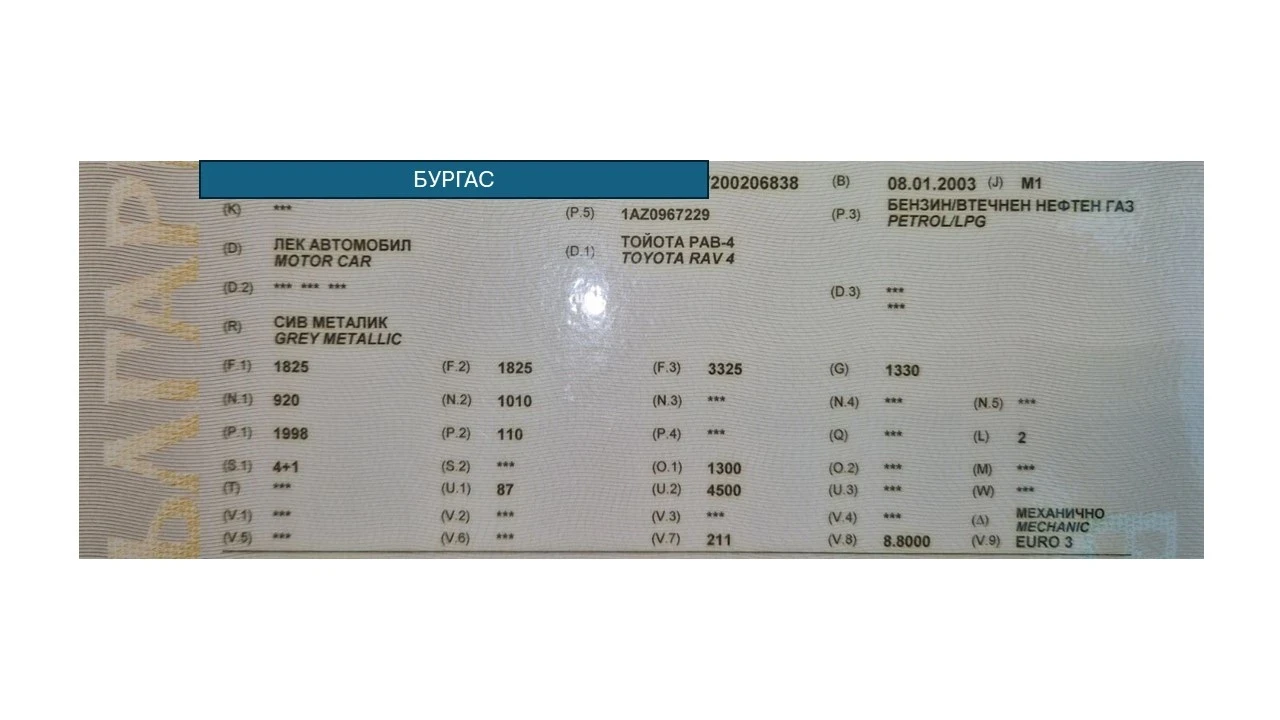 БУРГАС
7200206838 (B) 08.01.2003 (J) M1
(K) *** (P.5) 1AZ0967229 (P.3) БЕНЗИН/ВТЕЧНЕН НЕФТЕН ГАЗ
PETROL/LPG
(D) ЛЕК АВТОМОБИЛ (D.1) ТОЙОТА РАВ-4
MOTOR CAR TOYOTA RAV 4
(D.2) *** *** *** (D.3) ***
***
(R) СИВ МЕТАЛИК
GREY METALLIC
(F.1) 1825 (F.2) 1825 (F.3) 3325 (G) 1330
(N.1) 920 (N.2) 1010 (N.3) *** (N.4) *** (N.5) ***
(P.1) 1998 (P.2) 110 (P.4) *** (Q) *** (L) 2
(S.1) 4+1 (S.2) *** (O.1) 1300 (O.2) *** (M) ***
(T) *** (U.1) 87 (U.2) 4500 (U.3) *** (W) ***
(V.1) *** (V.2) *** (V.3) *** (V.4) *** (Δ) МЕХАНИЧНО
MECHANIC
(V.5) *** (V.6) *** (V.7) 211 (V.8) 8.8000 (V.9) EURO 3